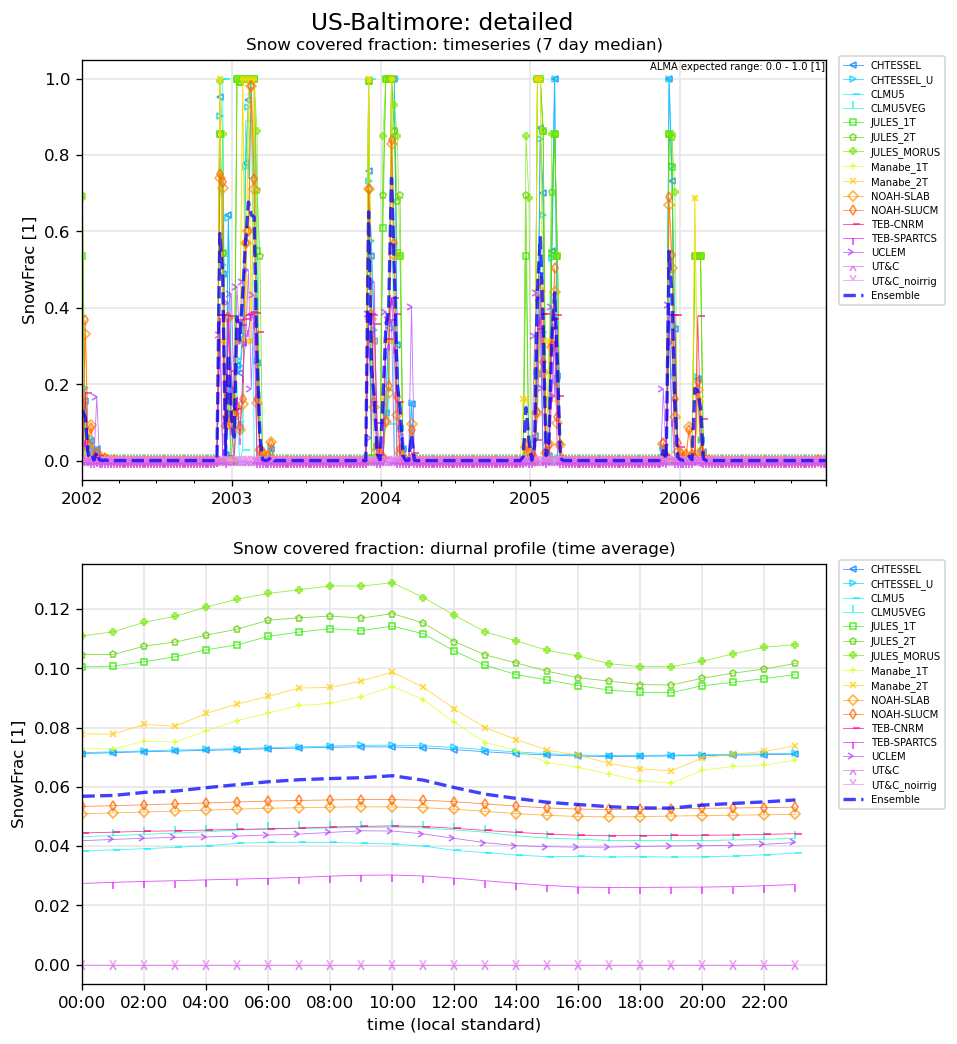 US-Baltimore: detailed
Snow covered fraction: timeseries (7 day median)
ALMA expected range: 0.0 - 1.0 [1]
SnowFrac [1]
1.0
0.8
0.6
0.4
0.2
0.0
2002
2003
2004
2005
2006
CHTESSEL
CHTESSEL_U
CLMU5
CLMU5VEG
JULES_1T
JULES_2T
JULES_MORUS
Manabe_1T
Manabe_2T
NOAH-SLAB
NOAH-SLUCM
TEB-CNRM
TEB-SPARTCS
UCLEM
UT&C
UT&C_noirrig
Ensemble
Snow covered fraction: diurnal profile (time average)
SnowFrac [1]
0.12
0.10
0.08
0.06
0.04
0.02
0.00
00:00
02:00
04:00
06:00
08:00
10:00
12:00
14:00
16:00
18:00
20:00
22:00
time (local standard)
CHTESSEL
CHTESSEL_U
CLMU5
CLMU5VEG
JULES_1T
JULES_2T
JULES_MORUS
Manabe_1T
Manabe_2T
NOAH-SLAB
NOAH-SLUCM
TEB-CNRM
TEB-SPARTCS
UCLEM
UT&C
UT&C_noirrig
Ensemble